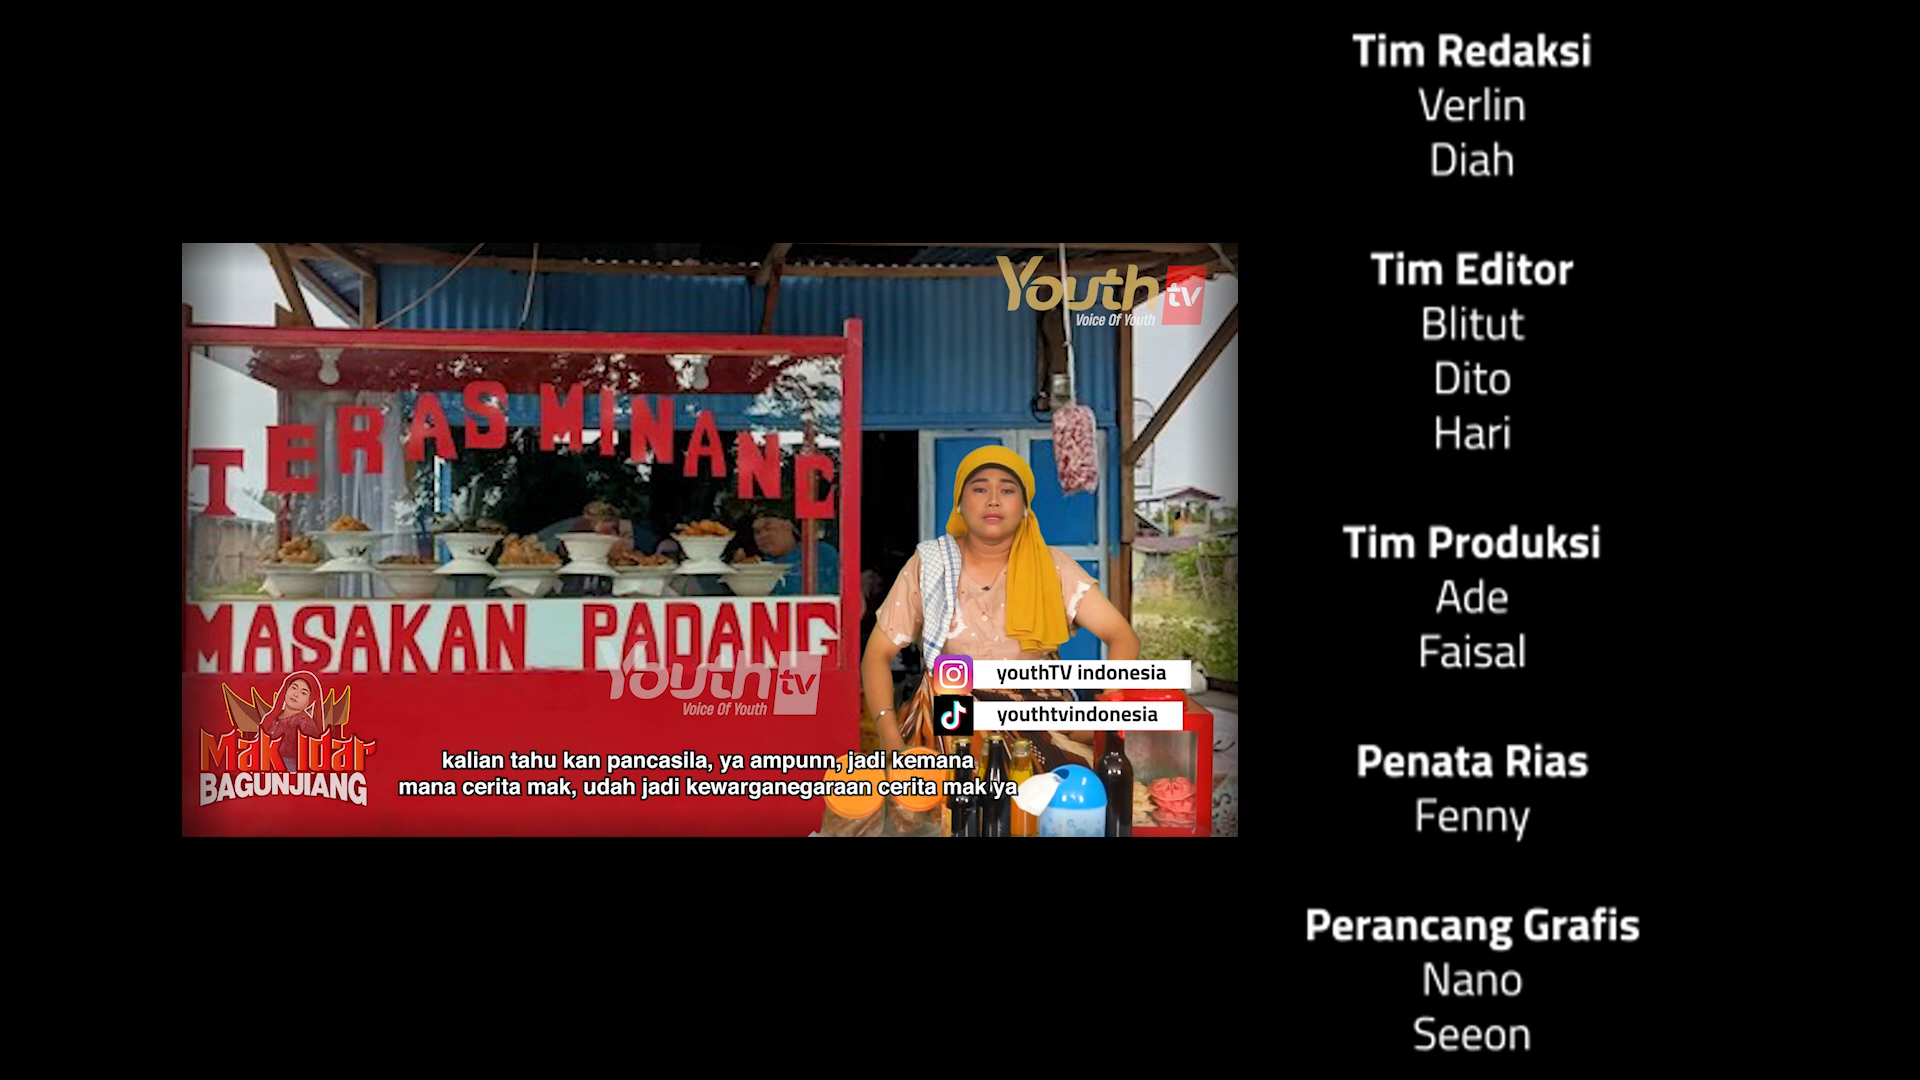 Tim Redaksi
Verlin
Diah
Tim Editor
Blitut
Dito
Hari
Tim Produksi
Ade
Faisal
Penata Rias
Fenny
Perancang Grafis
Nano
Seeon
Youth tv
Voice Of Youth
TERAS MINANG
MASAKAN PADANG
Youth tv
Voice Of Youth
youthTV indonesia
youthtvindonesia
Mak Idar
BAGUNJIANG
kalian tahu kan pancasila, ya ampunn, jadi kemana
mana cerita mak, udah jadi kewarganegaraan cerita mak ya